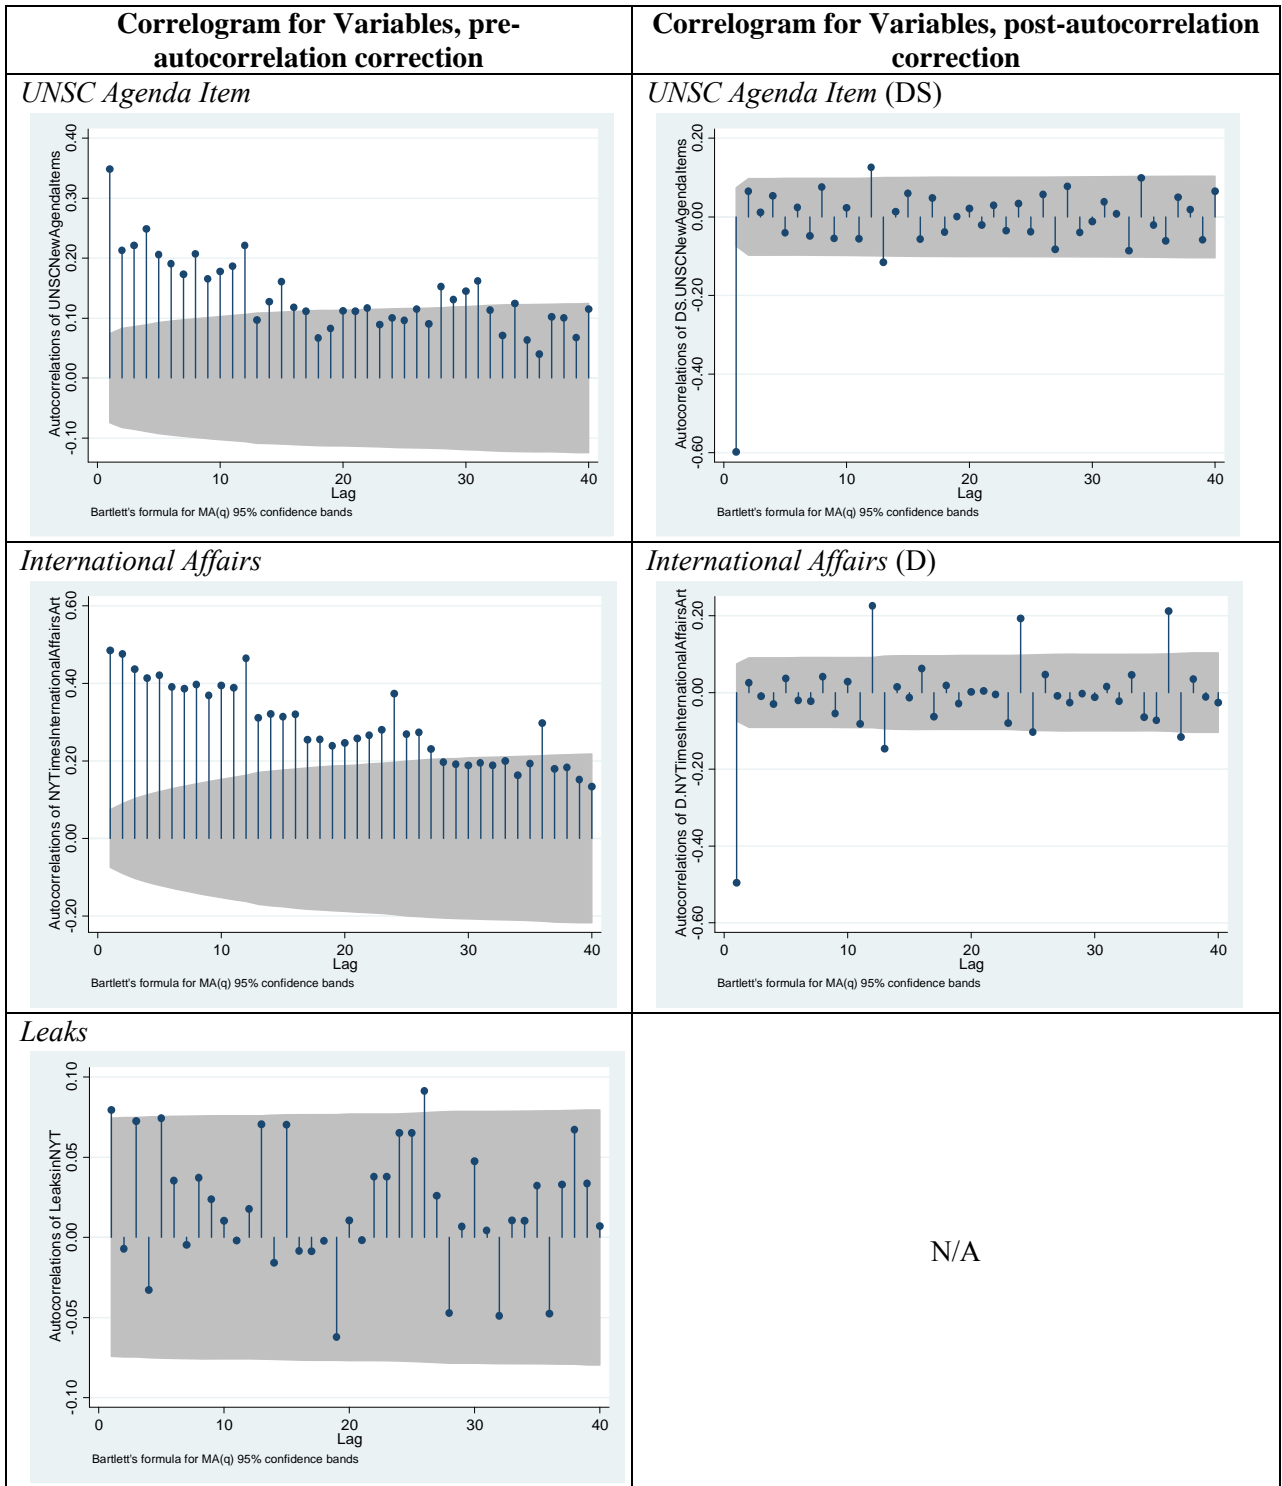 Correlogram for Variables, pre-
autocorrelation correction
Correlogram for Variables, post-autocorrelation
correction
UNSC Agenda Item
Autocorrelations of UNSCNewAgendaItems
0.40
0.30
0.20
0.10
0.00
-0.10
0 10 20 30 40
Lag
Bartlett's formula for MA(q) 95% confidence bands
UNSC Agenda Item (DS)
Autocorrelations of DS.UNSCNewAgendaItems
0.20
0.00
-0.20
-0.40
-0.60
0 10 20 30 40
Lag
Bartlett's formula for MA(q) 95% confidence bands
International Affairs
Autocorrelations of NYTimesInternationalAffairsArt
0.60
0.40
0.20
0.00
-0.20
0 10 20 30 40
Lag
Bartlett's formula for MA(q) 95% confidence bands
International Affairs (D)
Autocorrelations of D.NYTimesInternationalAffairsArt
0.20
0.00
-0.20
-0.40
-0.60
0 10 20 30 40
Lag
Bartlett's formula for MA(q) 95% confidence bands
Leaks
Autocorrelations of LeaksinNYT
0.10
0.05
0.00
-0.05
-0.10
0 10 20 30 40
Lag
Bartlett's formula for MA(q) 95% confidence bands
N/A